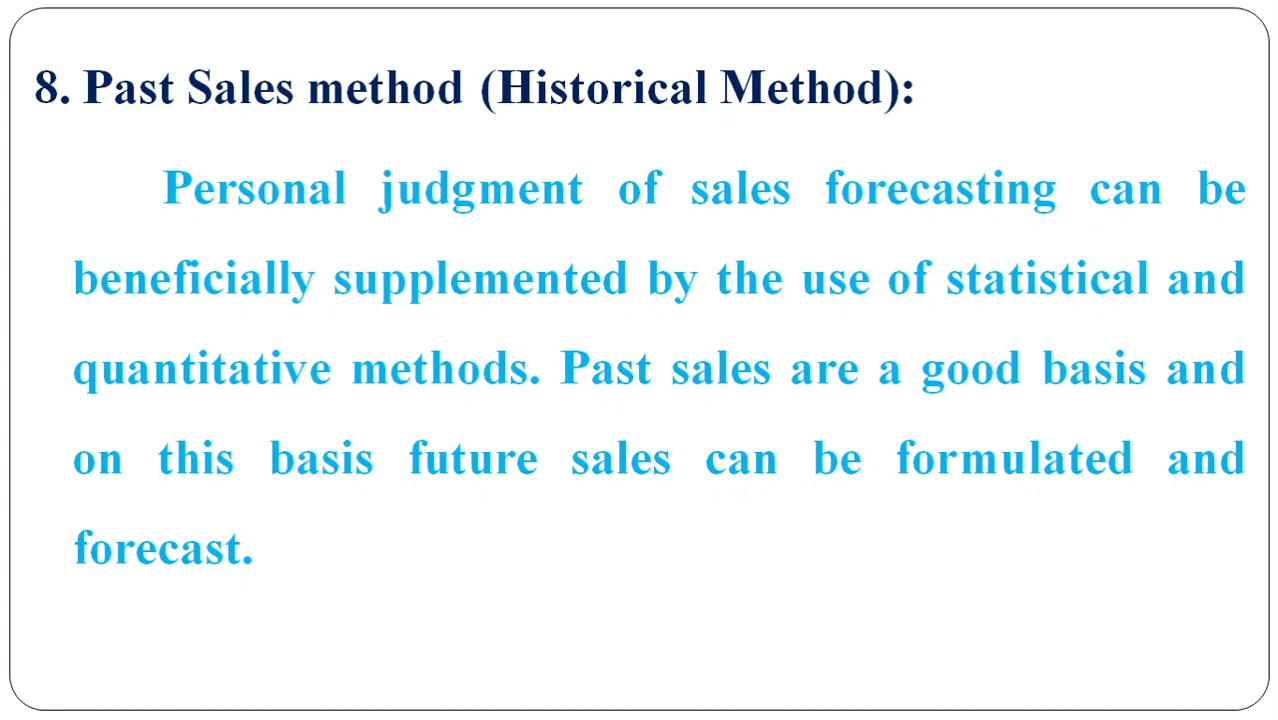 8. Past Sales method (Historical Method):
Personal judgment of sales forecasting can be
beneficially supplemented by the use of statistical and
quantitative methods. Past sales are a good basis and
on this basis future sales can be formulated and
forecast.